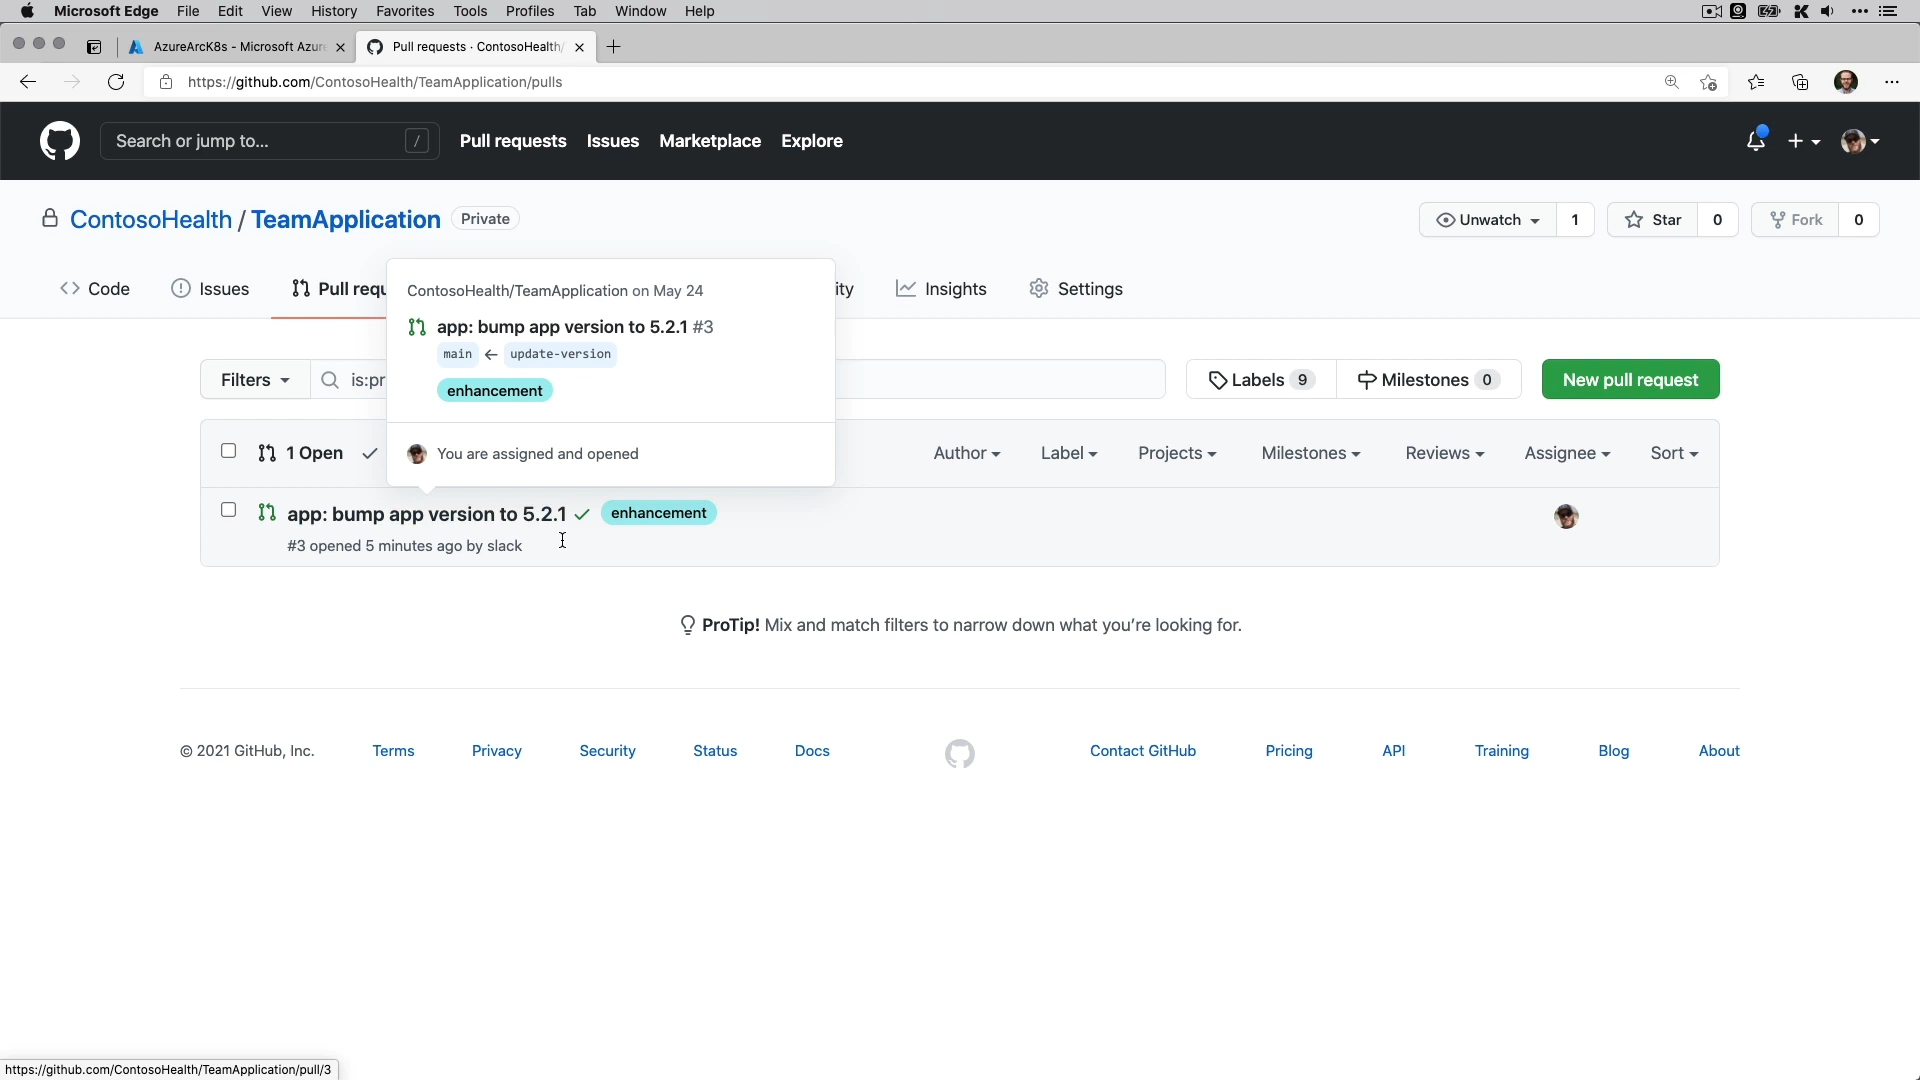 Microsoft Edge File Edit View History Favorites Tools Profiles Tab Window Help
AzureArcK8s - Microsoft Azur
Pull requests · ContosoHealth/
https://github.com/ContosoHealth/TeamApplication/pulls
Search or jump to... /
Pull requests Issues Marketplace Explore
ContosoHealth / TeamApplication Private
Unwatch 1 Star 0 Fork 0
Code Issues Pull requ ity Insights Settings
ContosoHealth/TeamApplication on May 24
app: bump app version to 5.2.1 #3
main ← update-version
enhancement
You are assigned and opened
Filters is:pr Labels 9 Milestones 0 New pull request
1 Open Author Label Projects Milestones Reviews Assignee Sort
app: bump app version to 5.2.1 enhancement
#3 opened 5 minutes ago by slack
ProTip! Mix and match filters to narrow down what you're looking for.
© 2021 GitHub, Inc. Terms Privacy Security Status Docs Contact GitHub Pricing API Training Blog About
https://github.com/ContosoHealth/TeamApplication/pull/3